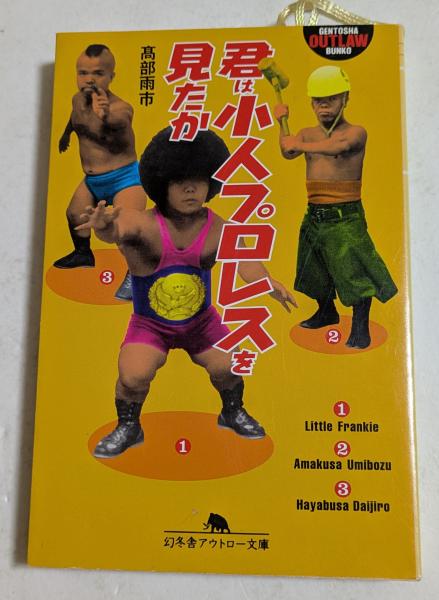 GENTOSHA
OUTLAW
BUNKO
君は小人プロレスを
見たか
髙部雨市
3
2
1
1
Little Frankie
2
Amakusa Umibozu
3
Hayabusa Daijiro
幻冬舎アウトロー文庫